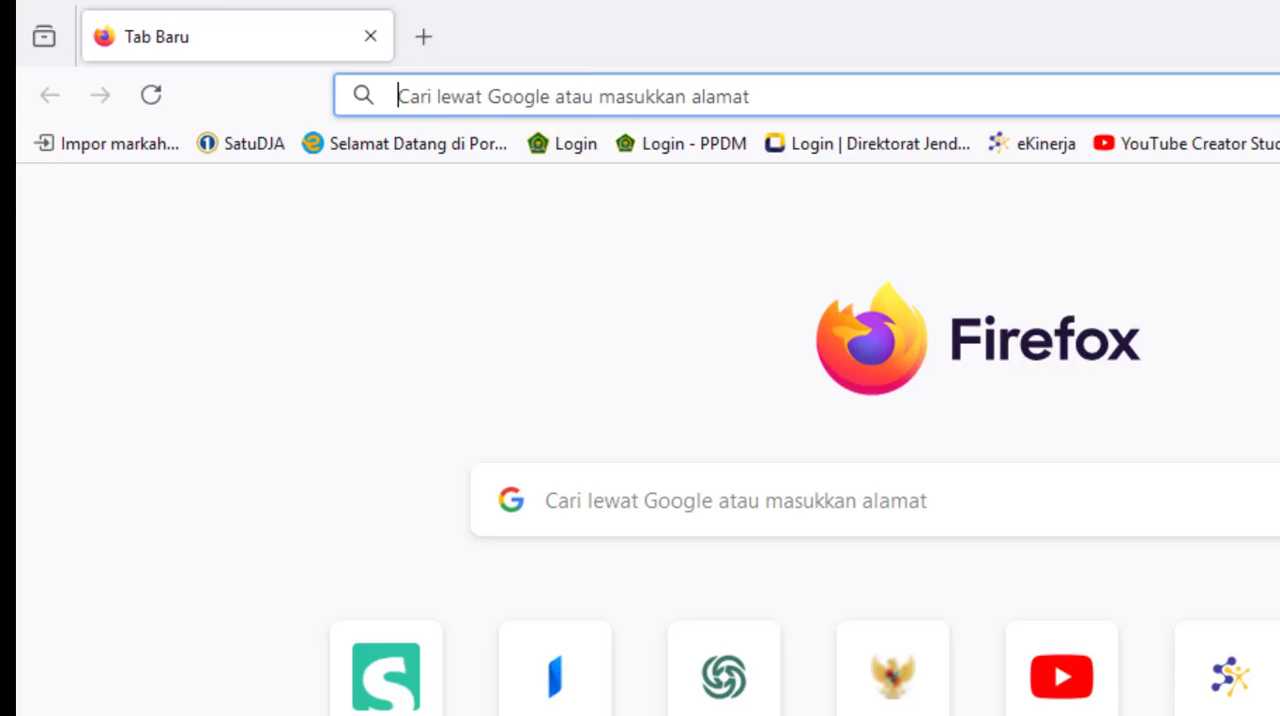 Tab Baru
Cari lewat Google atau masukkan alamat
Impor markah... SatuDJA Selamat Datang di Por... Login Login - PPDM Login | Direktorat Jend... eKinerja YouTube Creator Stud
Firefox
Cari lewat Google atau masukkan alamat